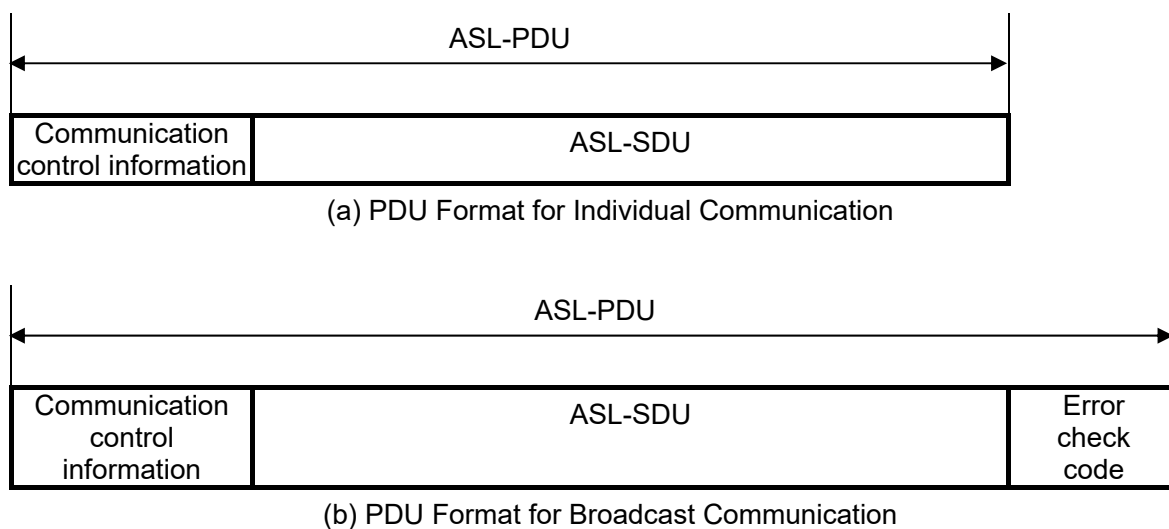 ASL-PDU
Communication
control information
ASL-SDU
(a) PDU Format for Individual Communication
ASL-PDU
Communication
control
information
ASL-SDU
Error
check
code
(b) PDU Format for Broadcast Communication